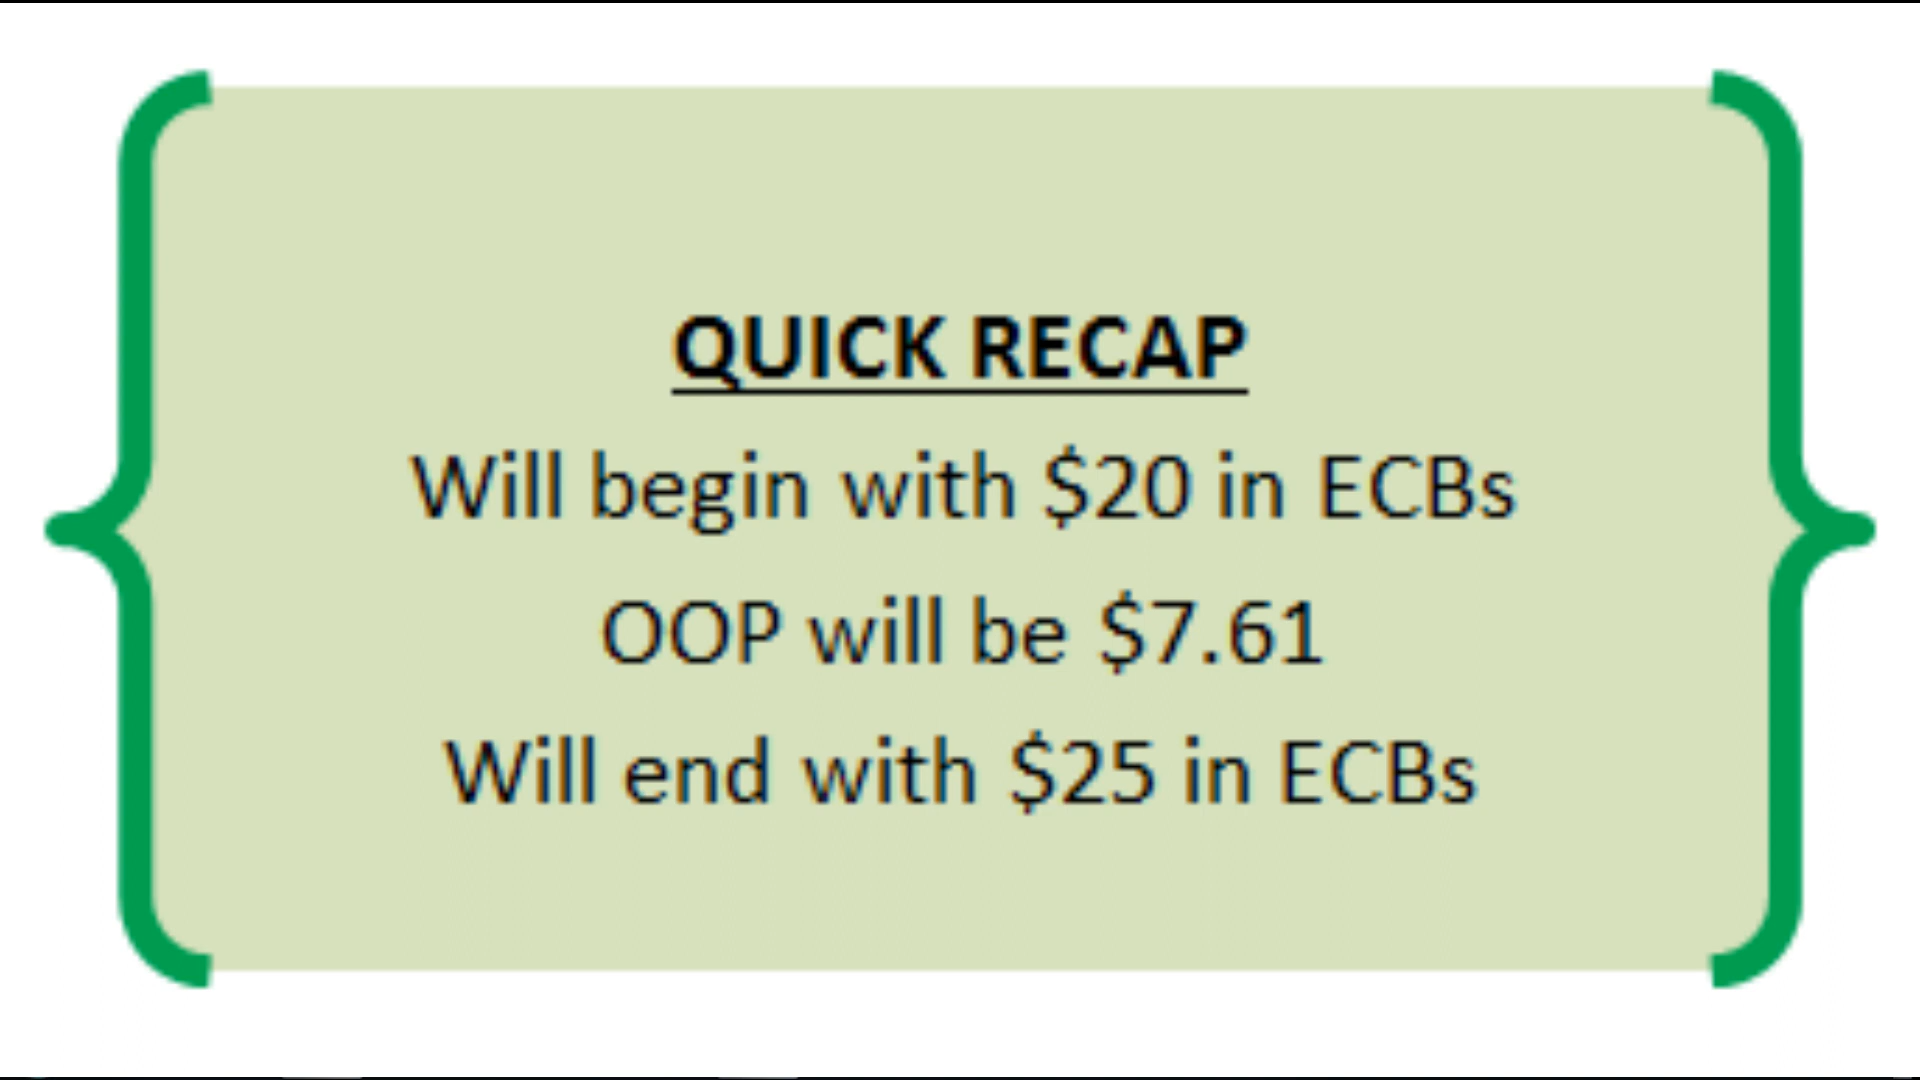 QUICK RECAP
Will begin with $20 in ECBs
OOP will be $7.61
Will end with $25 in ECBs